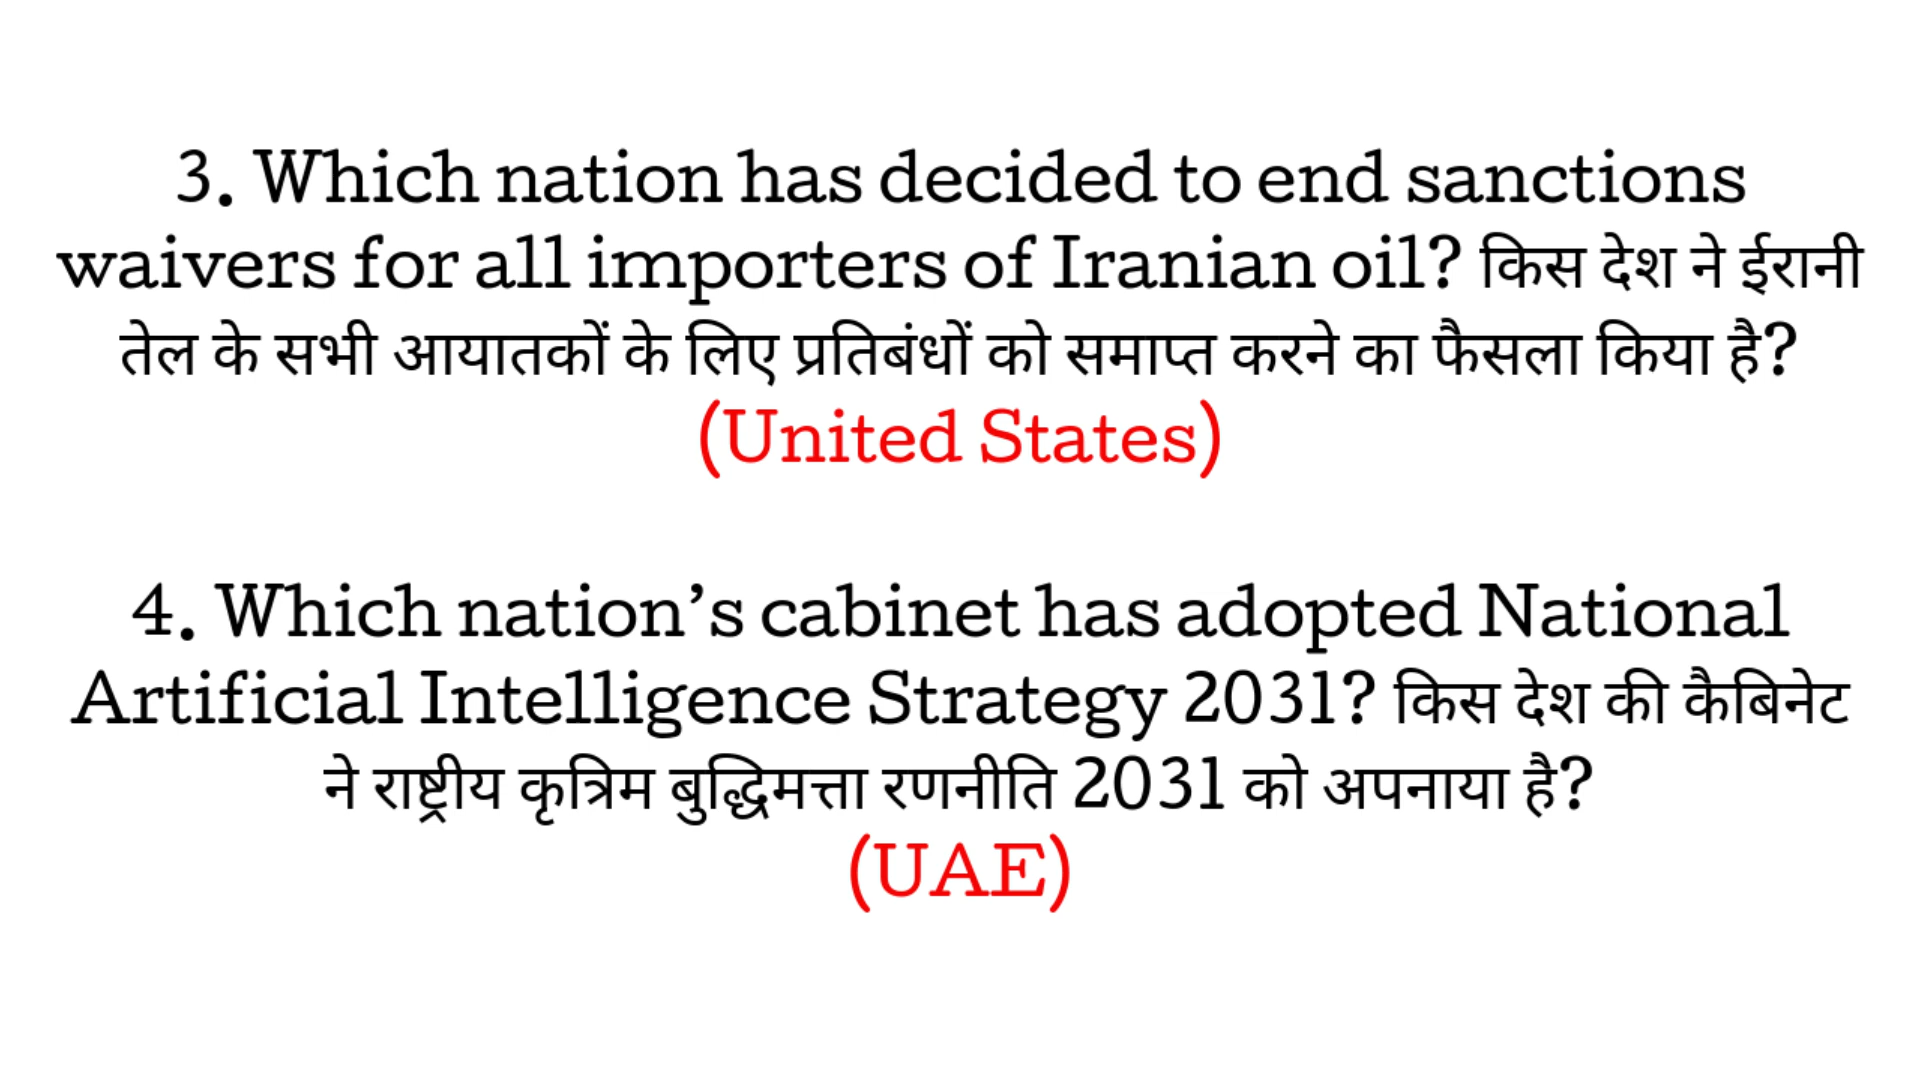 3. Which nation has decided to end sanctions
waivers for all importers of Iranian oil? किस देश ने ईरानी
तेल के सभी आयातकों के लिए प्रतिबंधों को समाप्त करने का फैसला किया है?
(United States)
4. Which nation’s cabinet has adopted National
Artificial Intelligence Strategy 2031? किस देश की कैबिनेट
ने राष्ट्रीय कृत्रिम बुद्धिमत्ता रणनीति 2031 को अपनाया है?
(UAE)